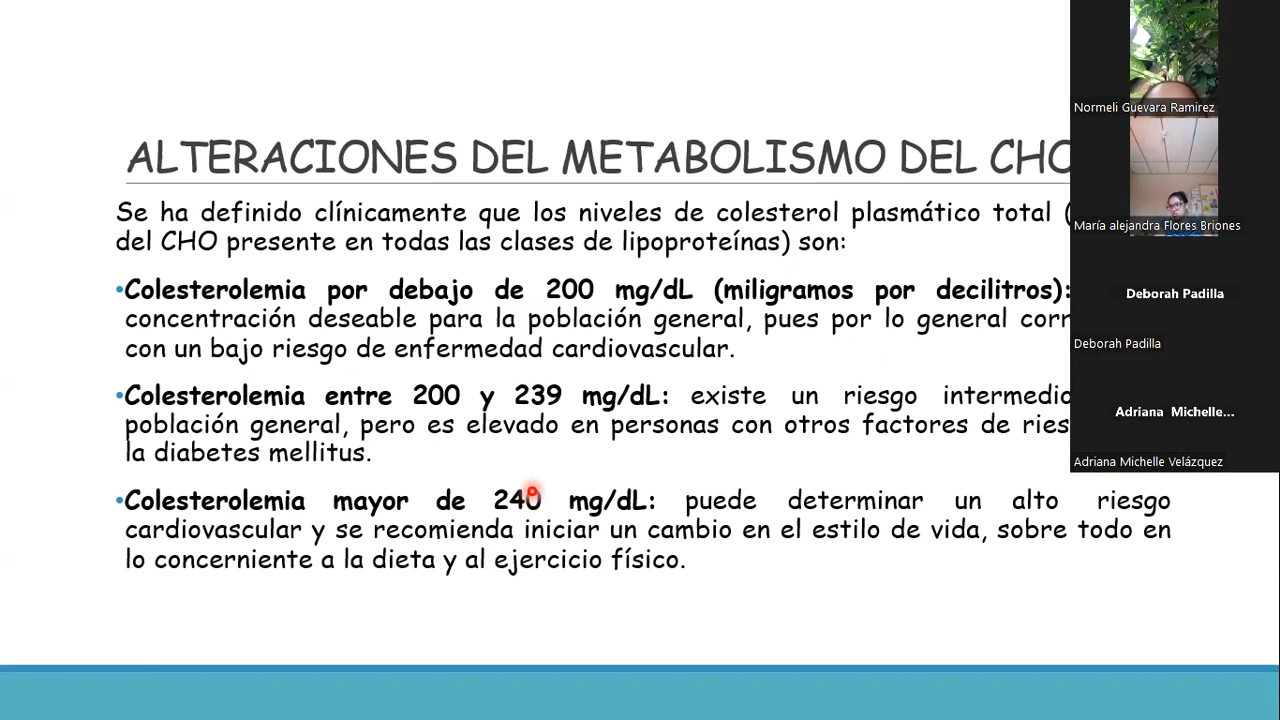 ALTERACIONES DEL METABOLISMO DEL CHO
Se ha definido clínicamente que los niveles de colesterol plasmático total (
del CHO presente en todas las clases de lipoproteínas) son:
•Colesterolemia por debajo de 200 mg/dL (miligramos por decilitros):
concentración deseable para la población general, pues por lo general
con un bajo riesgo de enfermedad cardiovascular.
•Colesterolemia entre 200 y 239 mg/dL: existe un riesgo intermedio
población general, pero es elevado en personas con otros factores de
la diabetes mellitus.
•Colesterolemia mayor de 240 mg/dL: puede determinar un alto riesgo
cardiovascular y se recomienda iniciar un cambio en el estilo de vida, sobre todo en
lo concerniente a la dieta y al ejercicio físico.
Normeli Guevara Ramirez
María alejandra Flores Briones
Deborah Padilla
Deborah Padilla
Adriana Michelle...
Adriana Michelle Velázquez